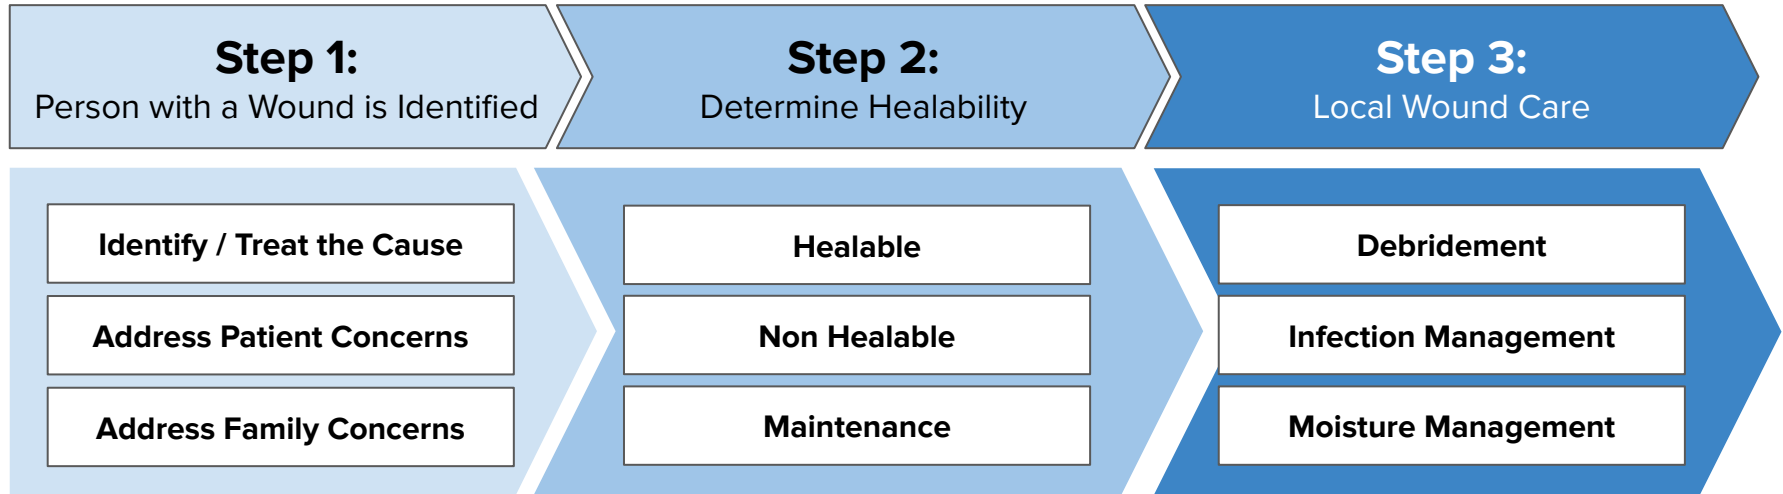 Step 1:
Person with a Wound is Identified
Step 2:
Determine Healability
Step 3:
Local Wound Care
Identify / Treat the Cause
Address Patient Concerns
Address Family Concerns
Healable
Non Healable
Maintenance
Debridement
Infection Management
Moisture Management